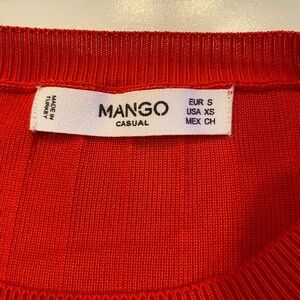 MADE IN
TURKEY
MANGO
CASUAL
EUR S
USA XS
MEX CH